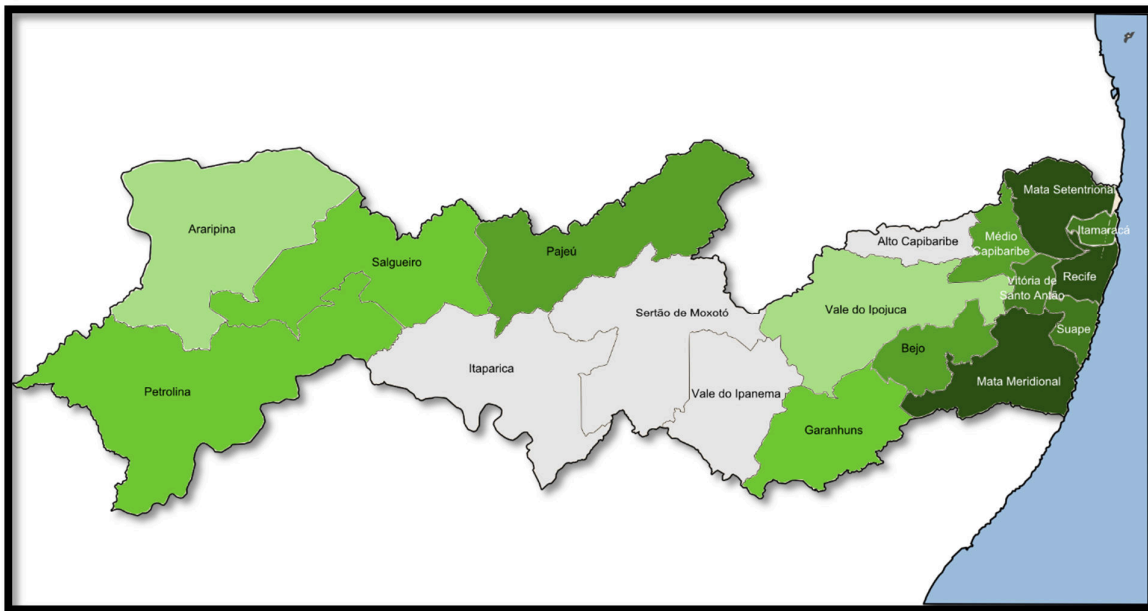 Mata Setentrional
Araripina
Itamaracá
Alto Capibaribe
Médio
Capibaribe
Pajeú
Salgueiro
Recife
Vitória de
Santo Antão
Vale do Ipojuca
Sertão de Moxotó
Suape
Bejo
Itaparica
Mata Meridional
Petrolina
Vale do Ipanema
Garanhuns